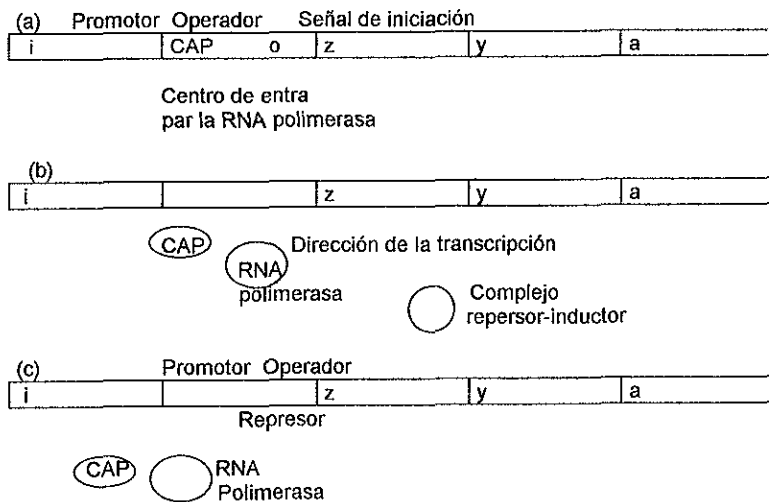 (a) Promotor Operador Señal de iniciación
i CAP o z y a
Centro de entra
par la RNA polimerasa
(b)
i z y a
CAP Dirección de la transcripción
RNA
polimerasa
Complejo
repersor-inductor
(c) Promotor Operador
i z y a
Represor
CAP RNA
Polimerasa